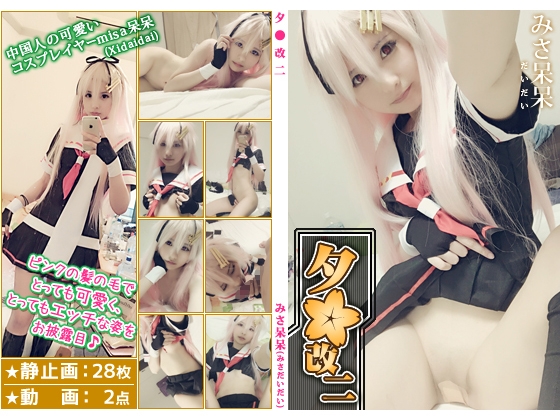 中国人の可愛い
コスプレイヤーmisa呆呆
(Xidaidai)
ピンクの髪の毛で
とっても可愛く、
とってもエッチな姿を
お披露目♪
★静止画：28枚
★動　画：　2点
夕●改二
みさ呆呆(みさだいだい)
みさ呆呆
だいだい
夕
改二